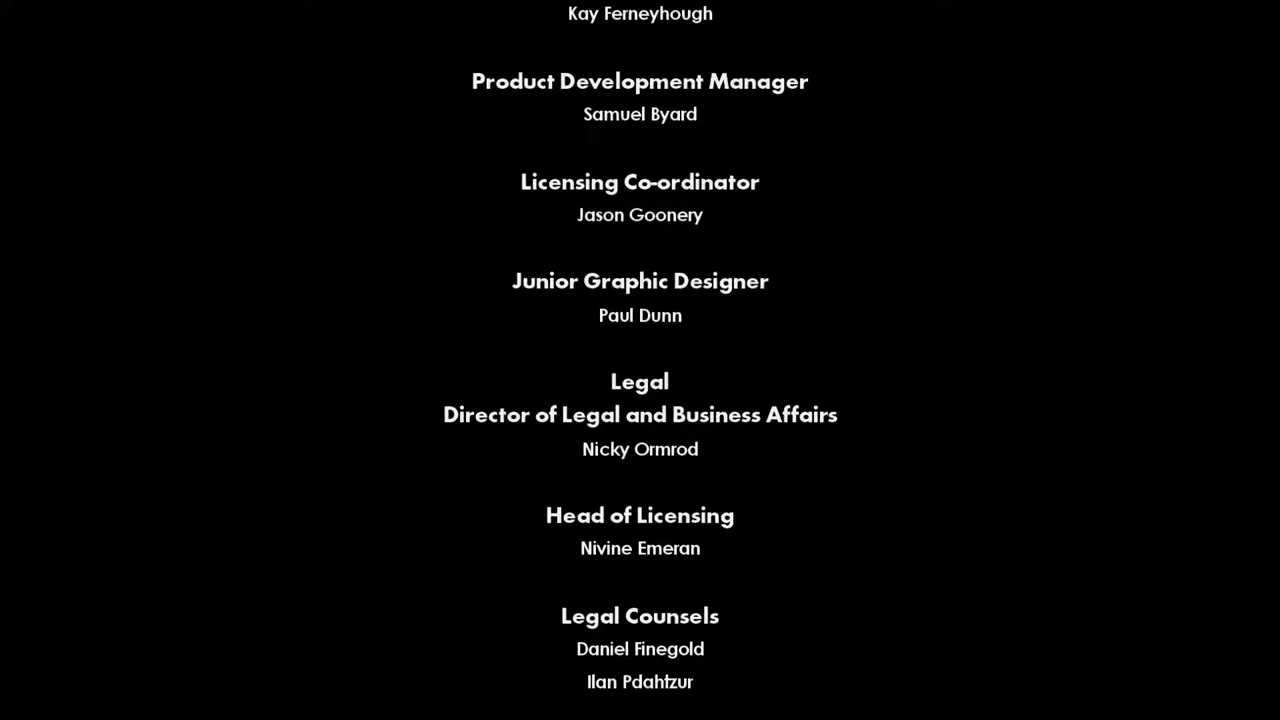 Kay Ferneyhough
Product Development Manager
Samuel Byard
Licensing Co-ordinator
Jason Goonery
Junior Graphic Designer
Paul Dunn
Legal
Director of Legal and Business Affairs
Nicky Ormrod
Head of Licensing
Nivine Emeran
Legal Counsels
Daniel Finegold
Ilan Pdahtzur